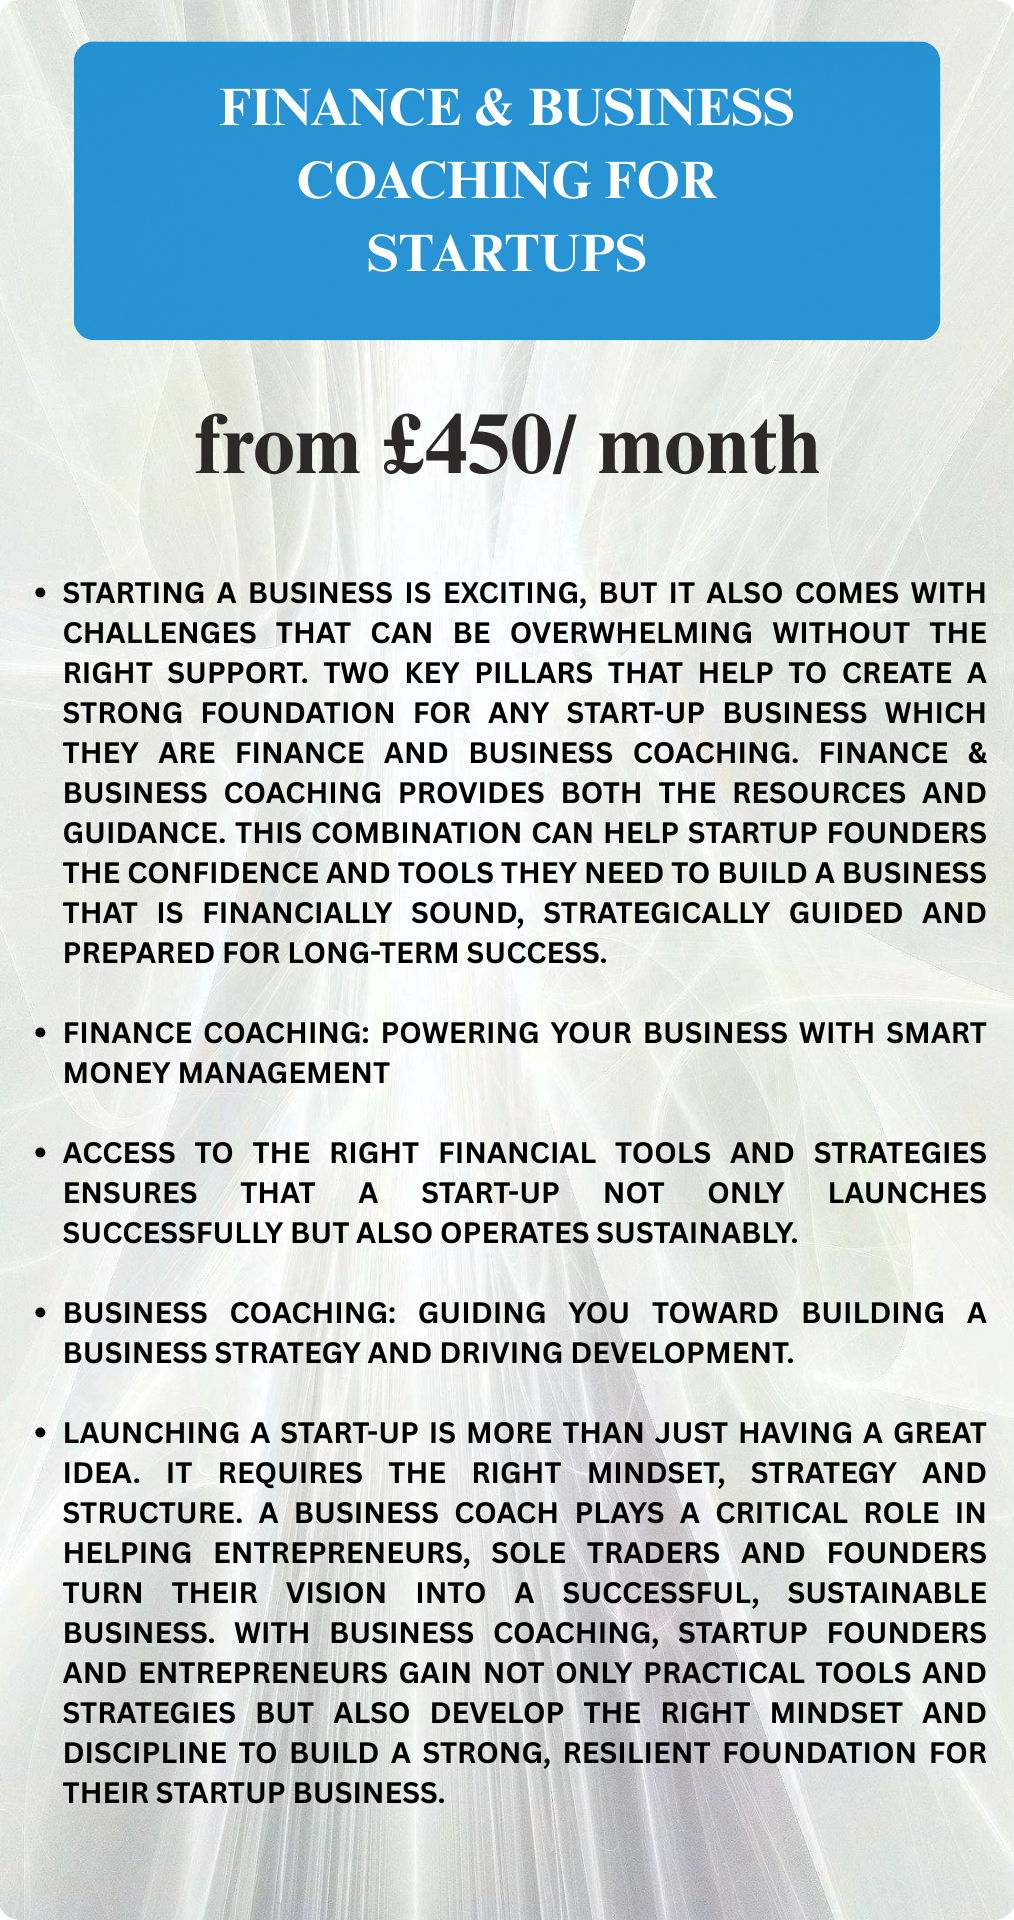 FINANCE & BUSINESS
COACHING FOR
STARTUPS
from £450/ month
• STARTING A BUSINESS IS EXCITING, BUT IT ALSO COMES WITH
CHALLENGES THAT CAN BE OVERWHELMING WITHOUT THE
RIGHT SUPPORT. TWO KEY PILLARS THAT HELP TO CREATE A
STRONG FOUNDATION FOR ANY START-UP BUSINESS WHICH
THEY ARE FINANCE AND BUSINESS COACHING. FINANCE &
BUSINESS COACHING PROVIDES BOTH THE RESOURCES AND
GUIDANCE. THIS COMBINATION CAN HELP STARTUP FOUNDERS
THE CONFIDENCE AND TOOLS THEY NEED TO BUILD A BUSINESS
THAT IS FINANCIALLY SOUND, STRATEGICALLY GUIDED AND
PREPARED FOR LONG-TERM SUCCESS.
• FINANCE COACHING: POWERING YOUR BUSINESS WITH SMART
MONEY MANAGEMENT
• ACCESS TO THE RIGHT FINANCIAL TOOLS AND STRATEGIES
ENSURES THAT A START-UP NOT ONLY LAUNCHES
SUCCESSFULLY BUT ALSO OPERATES SUSTAINABLY.
• BUSINESS COACHING: GUIDING YOU TOWARD BUILDING A
BUSINESS STRATEGY AND DRIVING DEVELOPMENT.
• LAUNCHING A START-UP IS MORE THAN JUST HAVING A GREAT
IDEA. IT REQUIRES THE RIGHT MINDSET, STRATEGY AND
STRUCTURE. A BUSINESS COACH PLAYS A CRITICAL ROLE IN
HELPING ENTREPRENEURS, SOLE TRADERS AND FOUNDERS
TURN THEIR VISION INTO A SUCCESSFUL, SUSTAINABLE
BUSINESS. WITH BUSINESS COACHING, STARTUP FOUNDERS
AND ENTREPRENEURS GAIN NOT ONLY PRACTICAL TOOLS AND
STRATEGIES BUT ALSO DEVELOP THE RIGHT MINDSET AND
DISCIPLINE TO BUILD A STRONG, RESILIENT FOUNDATION FOR
THEIR STARTUP BUSINESS.